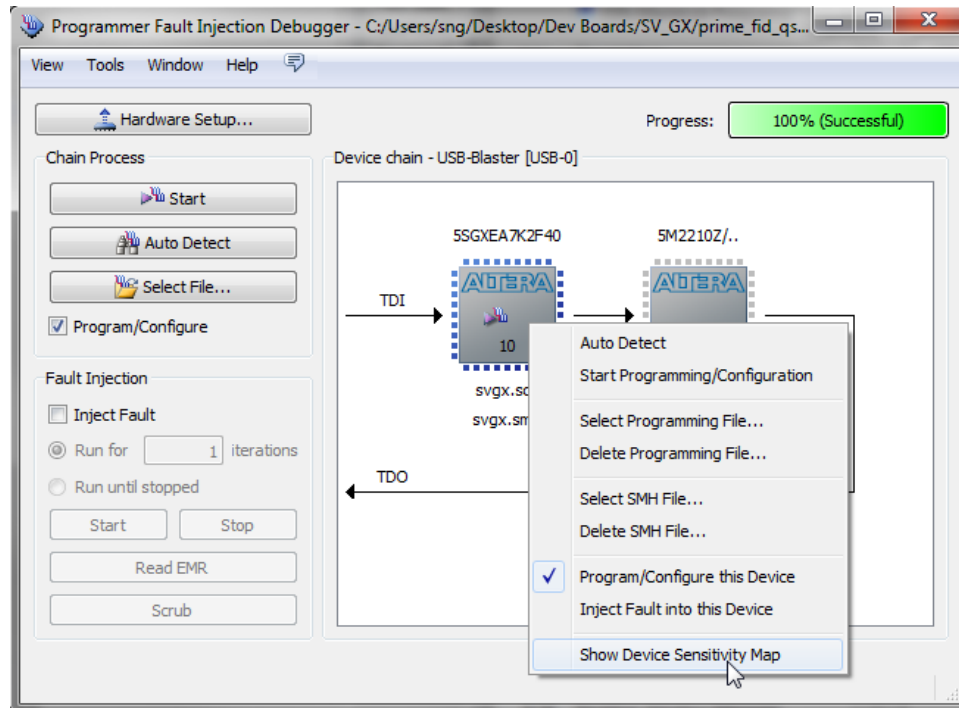 Programmer Fault Injection Debugger - C:/Users/sng/Desktop/Dev Boards/SV_GX/prime_fid_qs...
View Tools Window Help
Hardware Setup...
Progress: 100% (Successful)
Chain Process
Start
Auto Detect
Select File...
Program/Configure
Fault Injection
Inject Fault
Run for 1 iterations
Run until stopped
Start Stop
Read EMR
Scrub
Device chain - USB-Blaster [USB-0]
5SGXEA7K2F40 5M2210Z/..
ALTERA ALTERA
TDI
10
svgx.so
svgx.sm
TDO
Auto Detect
Start Programming/Configuration
Select Programming File...
Delete Programming File...
Select SMH File...
Delete SMH File...
Program/Configure this Device
Inject Fault into this Device
Show Device Sensitivity Map